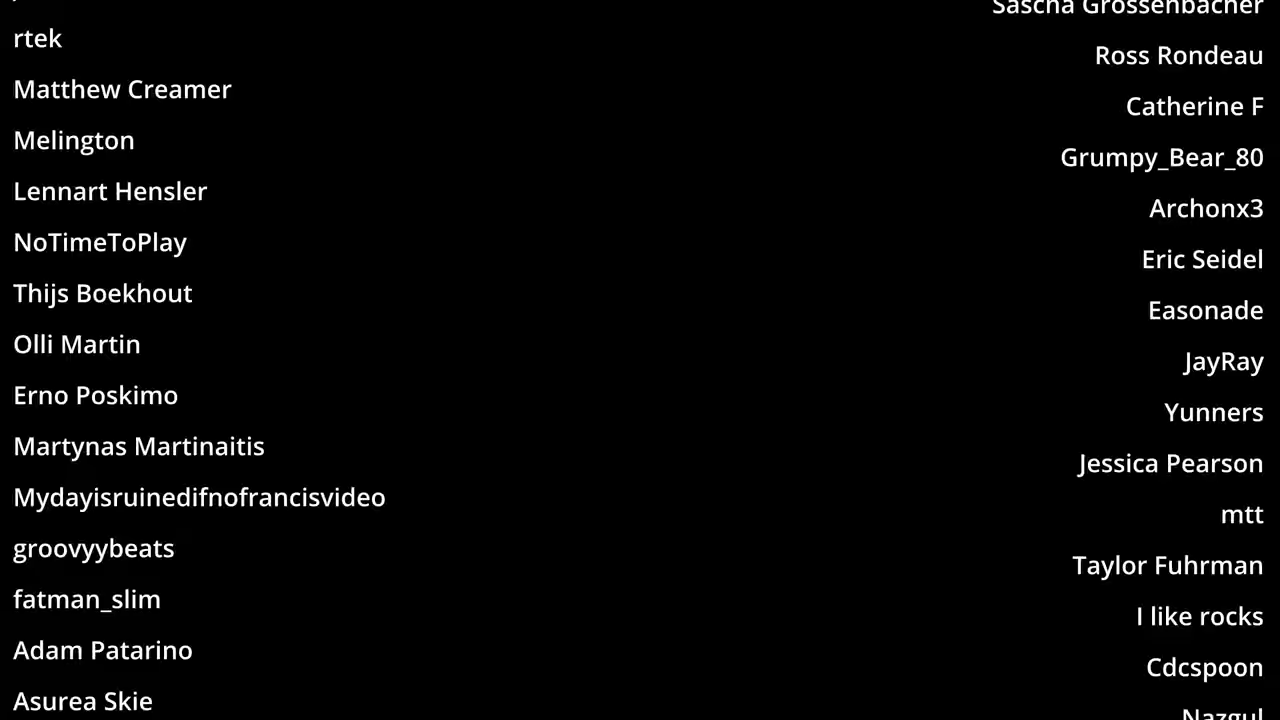 rtek
Matthew Creamer
Melington
Lennart Hensler
NoTimeToPlay
Thijs Boekhout
Olli Martin
Erno Poskimo
Martynas Martinaitis
Mydayisruinedifnofrancisvideo
groovyybeats
fatman_slim
Adam Patarino
Asurea Skie
Sascha Grossenbacher
Ross Rondeau
Catherine F
Grumpy_Bear_80
Archonx3
Eric Seidel
Easonade
JayRay
Yunners
Jessica Pearson
mtt
Taylor Fuhrman
I like rocks
Cdcspoon
Nazgul